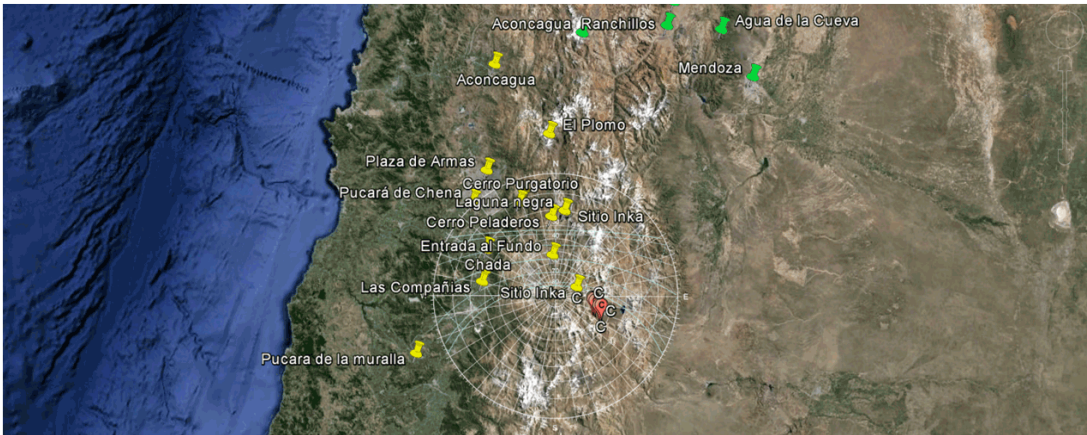 Aconcagua Ranchillos
Agua de la Cueva
Mendoza
Aconcagua
El Plomo
Plaza de Armas
Cerro Purgatorio
Pucará de Chena
Laguna negra
Cerro Peladeros
Sitio Inka
Entrada al Fundo
Chada
Las Compañias
Sitio Inka
C
C
C
C
C
N
E
Pucara de la muralla